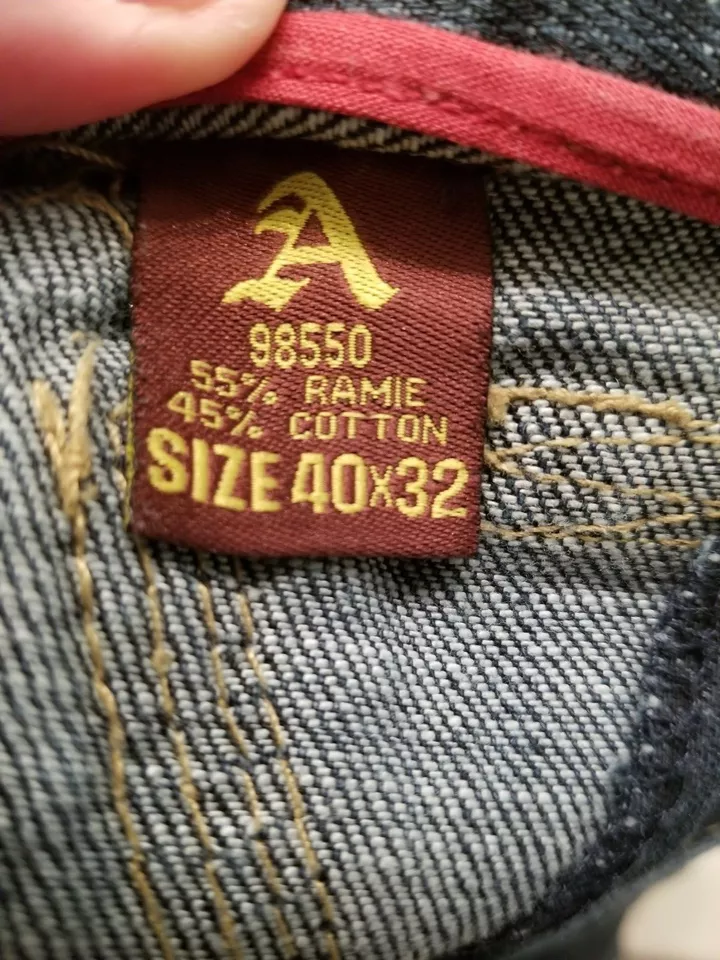 A
98550
55% RAMIE
45% COTTON
SIZE 40x32